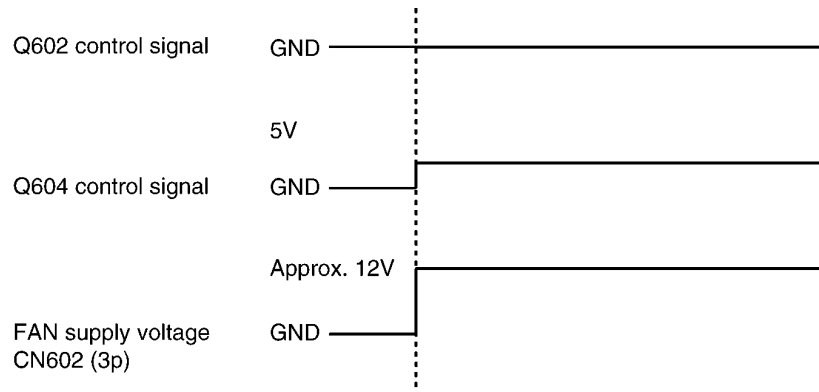 Q602 control signal GND
5V
Q604 control signal GND
Approx. 12V
FAN supply voltage GND
CN602 (3p)